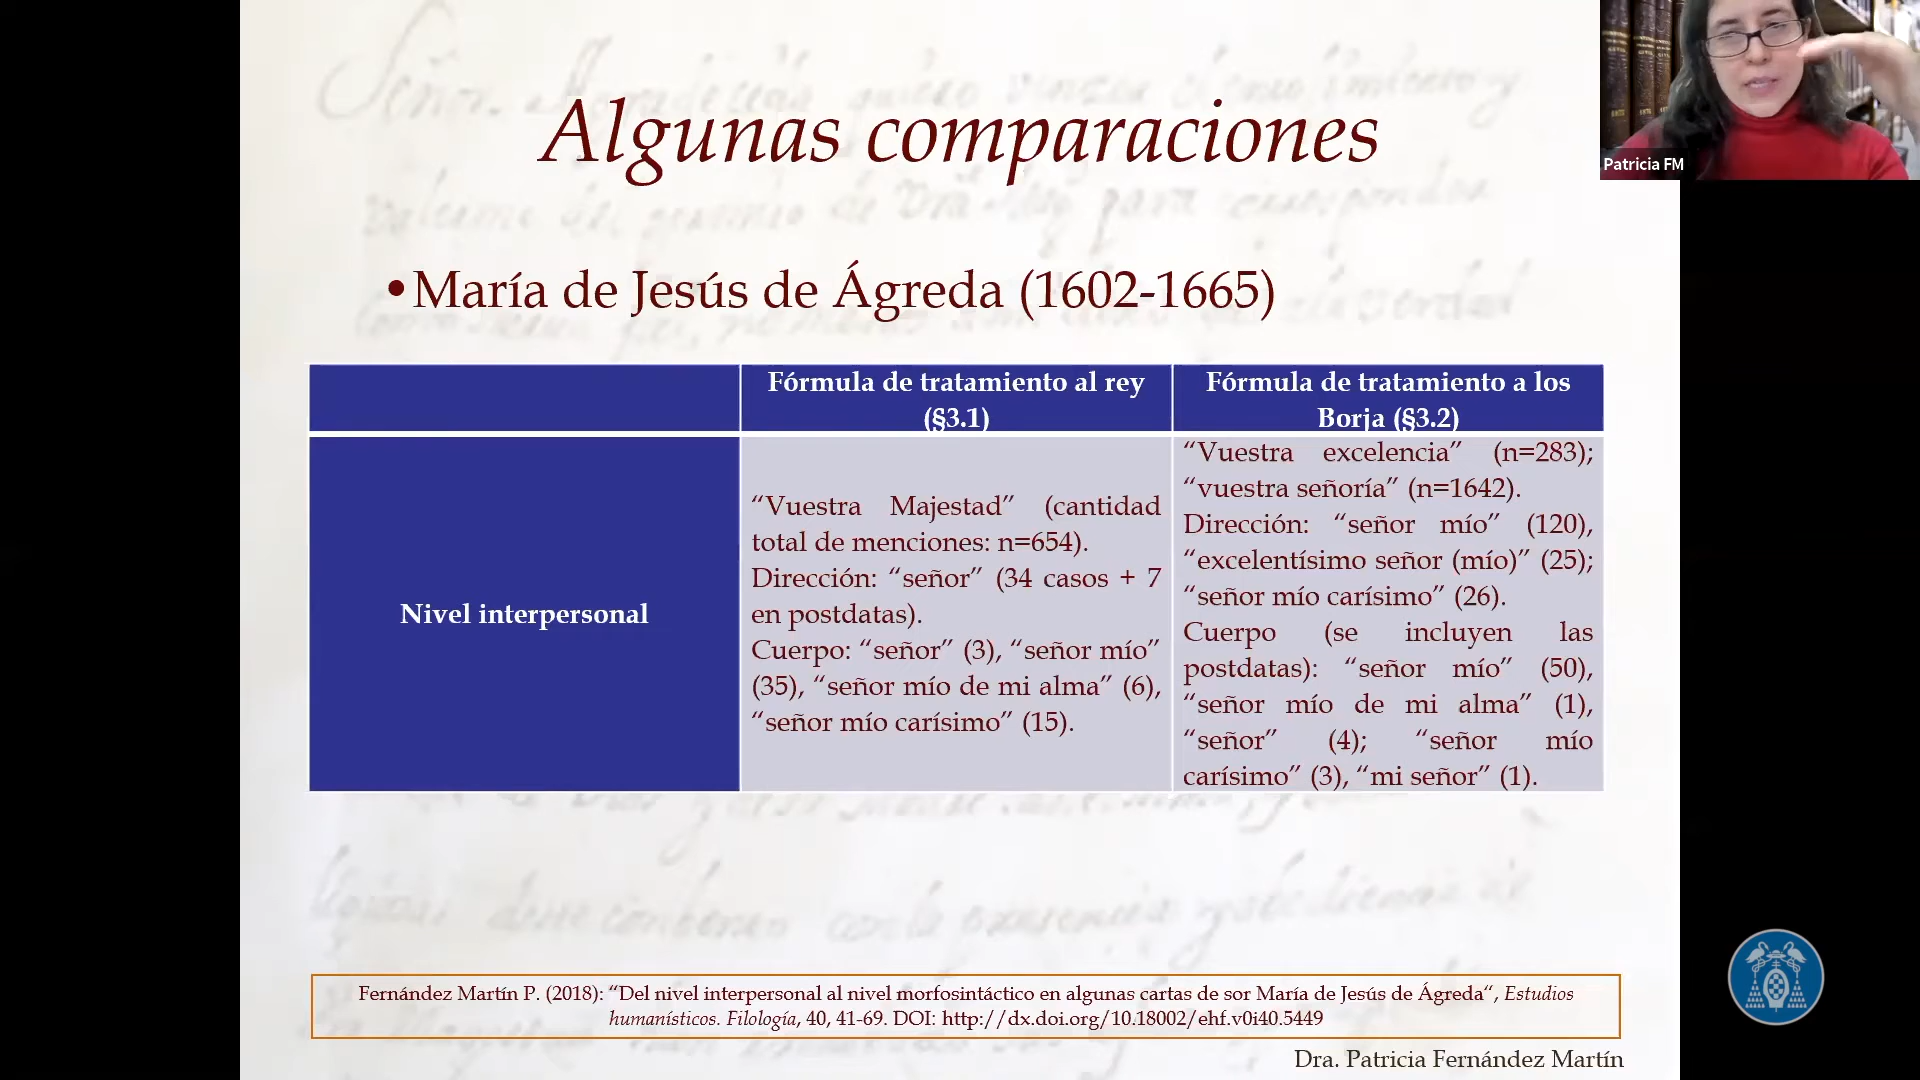 Algunas comparaciones
Patricia FM
•María de Jesús de Ágreda (1602-1665)
Fórmula de tratamiento al rey
(§3.1)
Fórmula de tratamiento a los
Borja (§3.2)
Nivel interpersonal
“Vuestra Majestad” (cantidad
total de menciones: n=654).
Dirección: “señor” (34 casos + 7
en postdatas).
Cuerpo: “señor” (3), “señor mío”
(35), “señor mío de mi alma” (6),
“señor mío carísimo” (15).
“Vuestra excelencia” (n=283);
“vuestra señoría” (n=1642).
Dirección: “señor mío” (120),
“excelentísimo señor (mío)” (25);
“señor mío carísimo” (26).
Cuerpo (se incluyen las
postdatas): “señor mío” (50),
“señor mío de mi alma” (1),
“señor” (4); “señor mío
carísimo” (3), “mi señor” (1).
Fernández Martín P. (2018): “Del nivel interpersonal al nivel morfosintáctico en algunas cartas de sor María de Jesús de Ágreda“, Estudios
humanísticos. Filología, 40, 41-69. DOI: http://dx.doi.org/10.18002/ehf.v0i40.5449
Dra. Patricia Fernández Martín